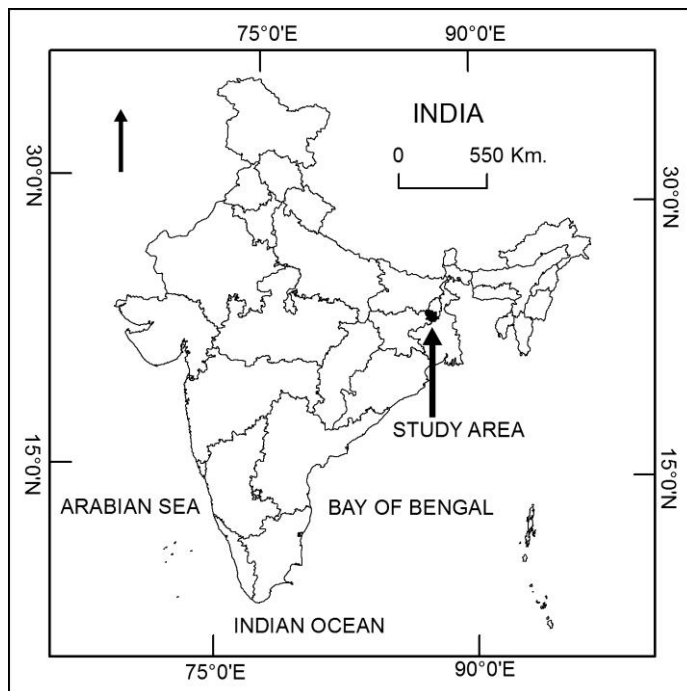 75°0'E 90°0'E
INDIA
0 550 Km.
30°0'N 30°0'N
STUDY AREA
15°0'N 15°0'N
ARABIAN SEA BAY OF BENGAL
INDIAN OCEAN
75°0'E 90°0'E